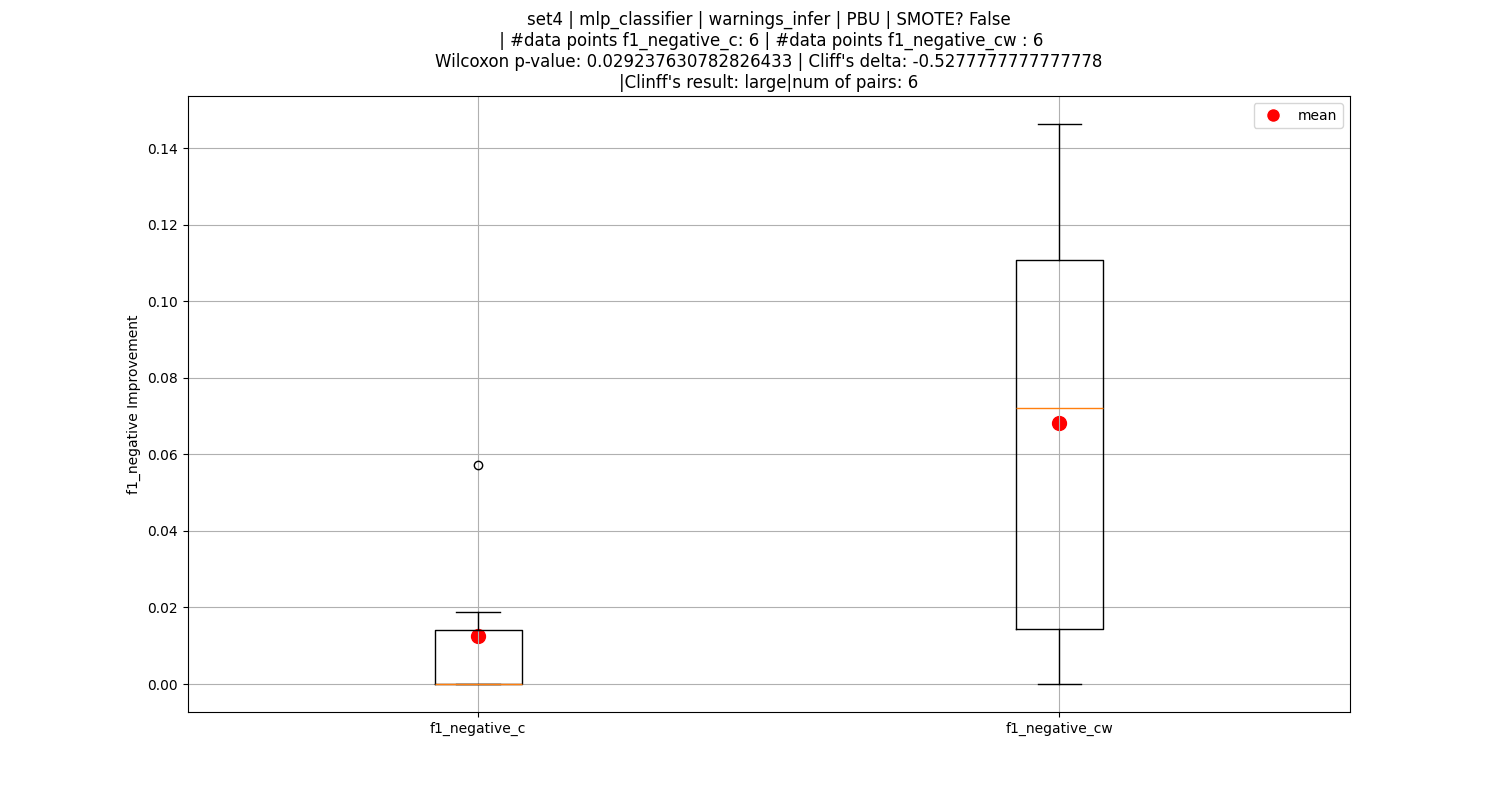 set4 | mlp_classifier | warnings_infer | PBU | SMOTE? False
| #data points f1_negative_c: 6 | #data points f1_negative_cw : 6
Wilcoxon p-value: 0.029237630782826433 | Cliff's delta: -0.5277777777777778
|Clinff's result: large|num of pairs: 6
mean
0.14
0.12
0.10
0.08
0.06
0.04
0.02
0.00
f1_negative Improvement
f1_negative_c
f1_negative_cw